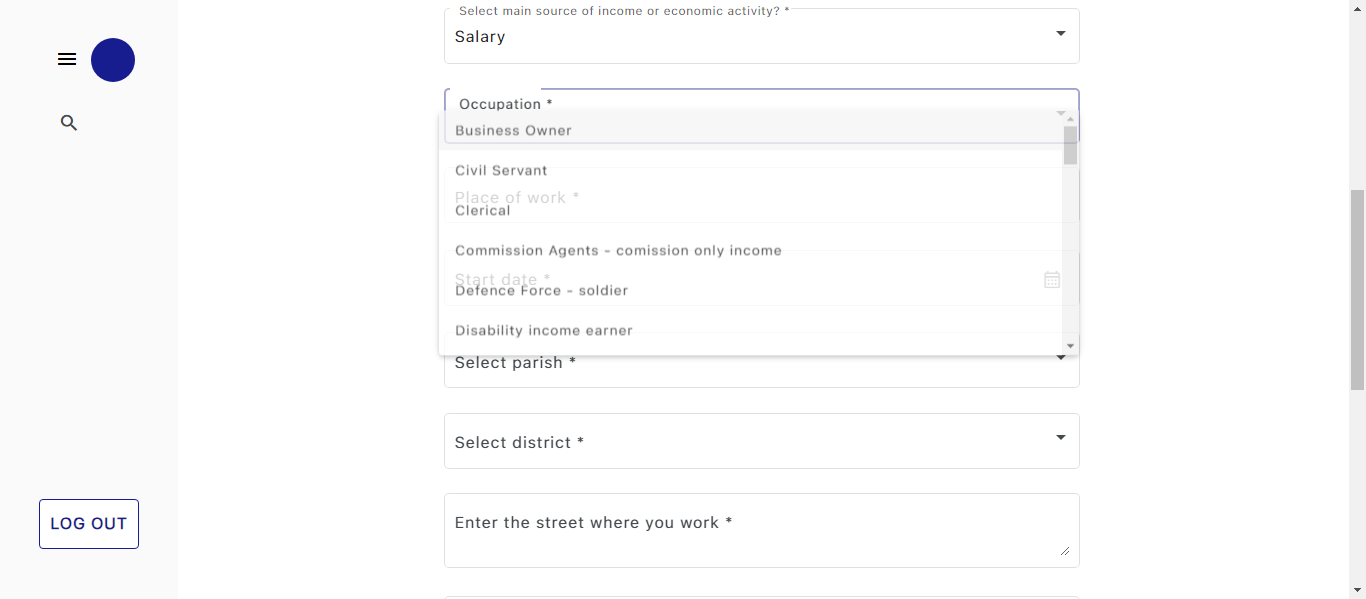 Select main source of income or economic activity? *
Salary
Occupation *
Business Owner
Civil Servant
Place of work *
Clerical
Commission Agents - comission only income
Start date *
Defence Force - soldier
Disability income earner
Select parish *
Select district *
Enter the street where you work *
LOG OUT